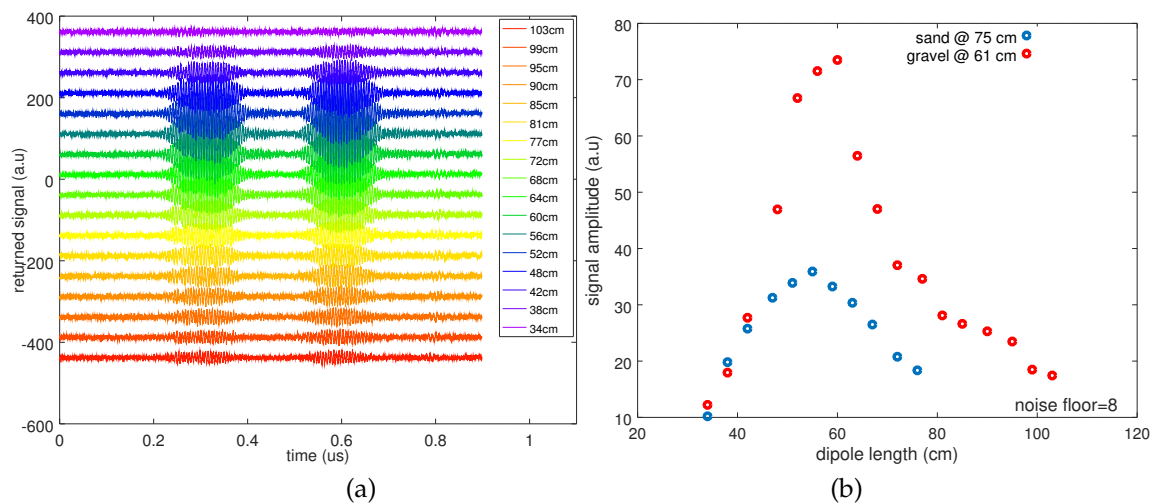 400
200
0
-200
-400
-600
0
0.2
0.4
0.6
0.8
1
returned signal (a.u)
time (us)
103cm
99cm
95cm
90cm
85cm
81cm
77cm
72cm
68cm
64cm
60cm
56cm
52cm
48cm
42cm
38cm
34cm
(a)
80
70
60
50
40
30
20
10
20
40
60
80
100
120
signal amplitude (a.u)
dipole length (cm)
sand @ 75 cm
gravel @ 61 cm
noise floor=8
(b)